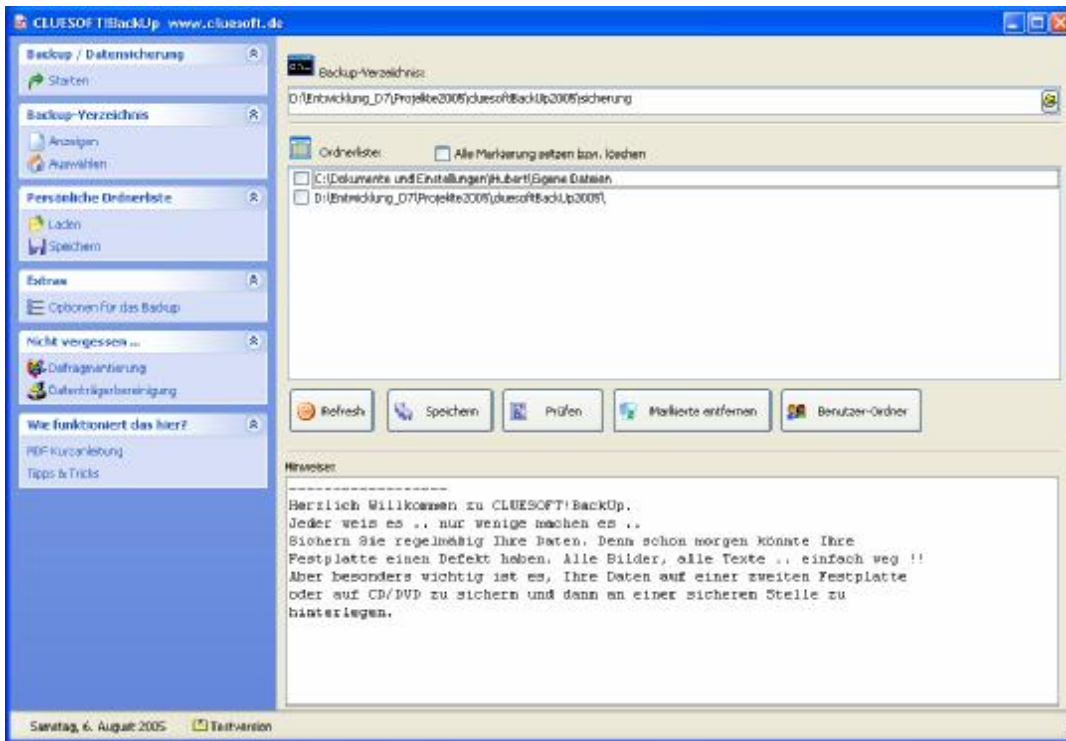 CLUESOFT!BackUp www.cluesoft.de
Backup / Datensicherung
Starten
Backup-Verzeichnis
Anzeigen
Auswählen
Persönliche Ordnerliste
Laden
Speichern
Extras
Optionen für das Backup
Nicht vergessen ...
Defragmentierung
Datenträgerbereinigung
Wie funktioniert das hier?
PDF Kurzanleitung
Tipps & Tricks
Backup-Verzeichnis:
D:\Entwicklung_D7\Projekte2005\cluesoftBackUp2005\sicherung
Ordnerliste:
Alle Markierung setzen bzw. löschen
C:\Dokumente und Einstellungen\Hubert\Eigene Dateien
D:\Entwicklung_D7\Projekte2005\cluesoftBackUp2005\,
Refresh
Speichern
Prüfen
Markierte entfernen
Benutzer-Ordner
Hinweise:
------------------
Herzlich Willkommen zu CLUESOFT!BackUp.
Jeder weis es .. nur wenige machen es ..
Sichern Sie regelmäßig Ihre Daten. Denn schon morgen könnte Ihre
Festplatte einen Defekt haben. Alle Bilder, alle Texte .. einfach weg !!
Aber besonders wichtig ist es, Ihre Daten auf einer zweiten Festplatte
oder auf CD/DVD zu sichern und dann an einer sicheren Stelle zu
hinterlegen.
Samstag, 6. August 2005
Testversion